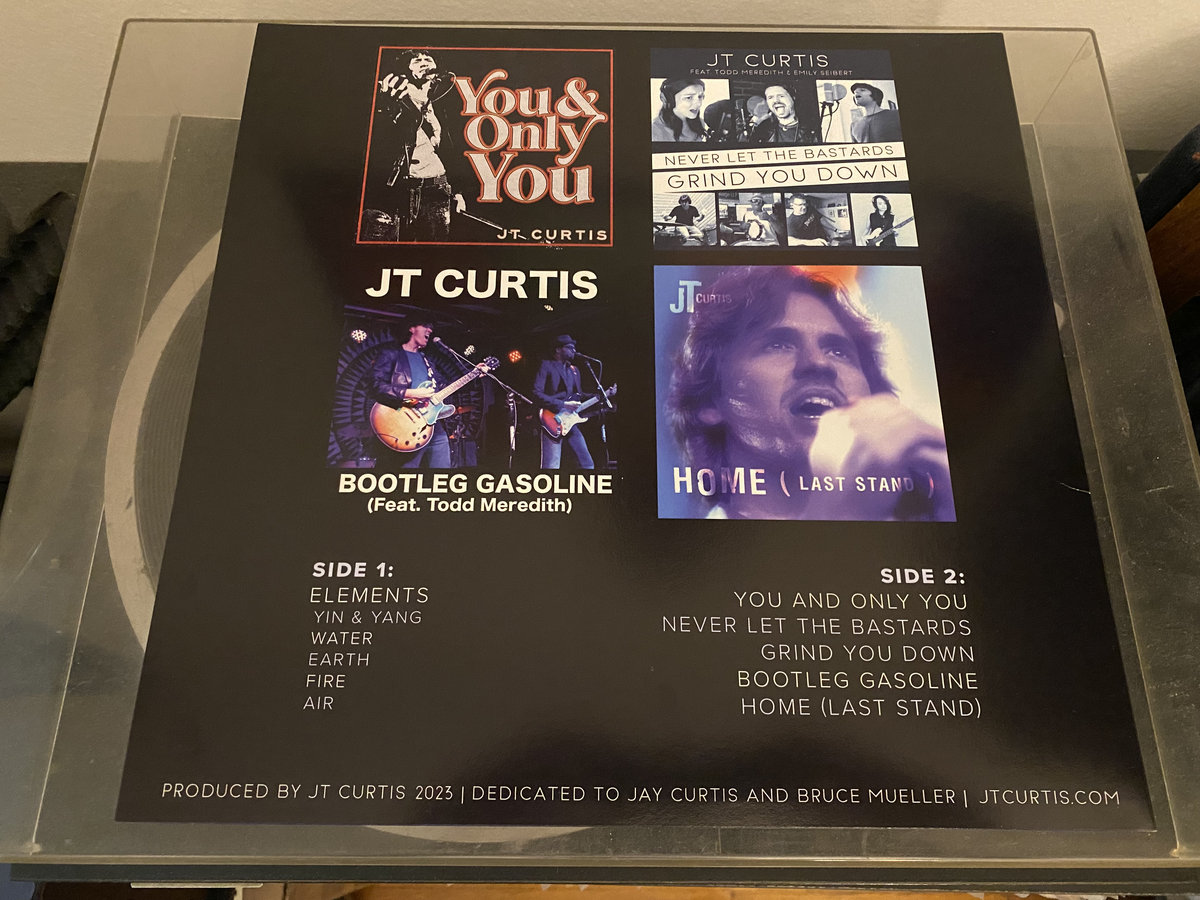 You &
Only
You
JT CURTIS
JT CURTIS
FEAT. TODD MEREDITH & EMILY SEIBERT
NEVER LET THE BASTARDS
GRIND YOU DOWN
JT CURTIS
BOOTLEG GASOLINE
(Feat. Todd Meredith)
JT CURTIS
HOME ( LAST STAND )
SIDE 1:
ELEMENTS
YIN & YANG
WATER
EARTH
FIRE
AIR
SIDE 2:
YOU AND ONLY YOU
NEVER LET THE BASTARDS
GRIND YOU DOWN
BOOTLEG GASOLINE
HOME (LAST STAND)
PRODUCED BY JT CURTIS 2023 | DEDICATED TO JAY CURTIS AND BRUCE MUELLER | JTCURTIS.COM